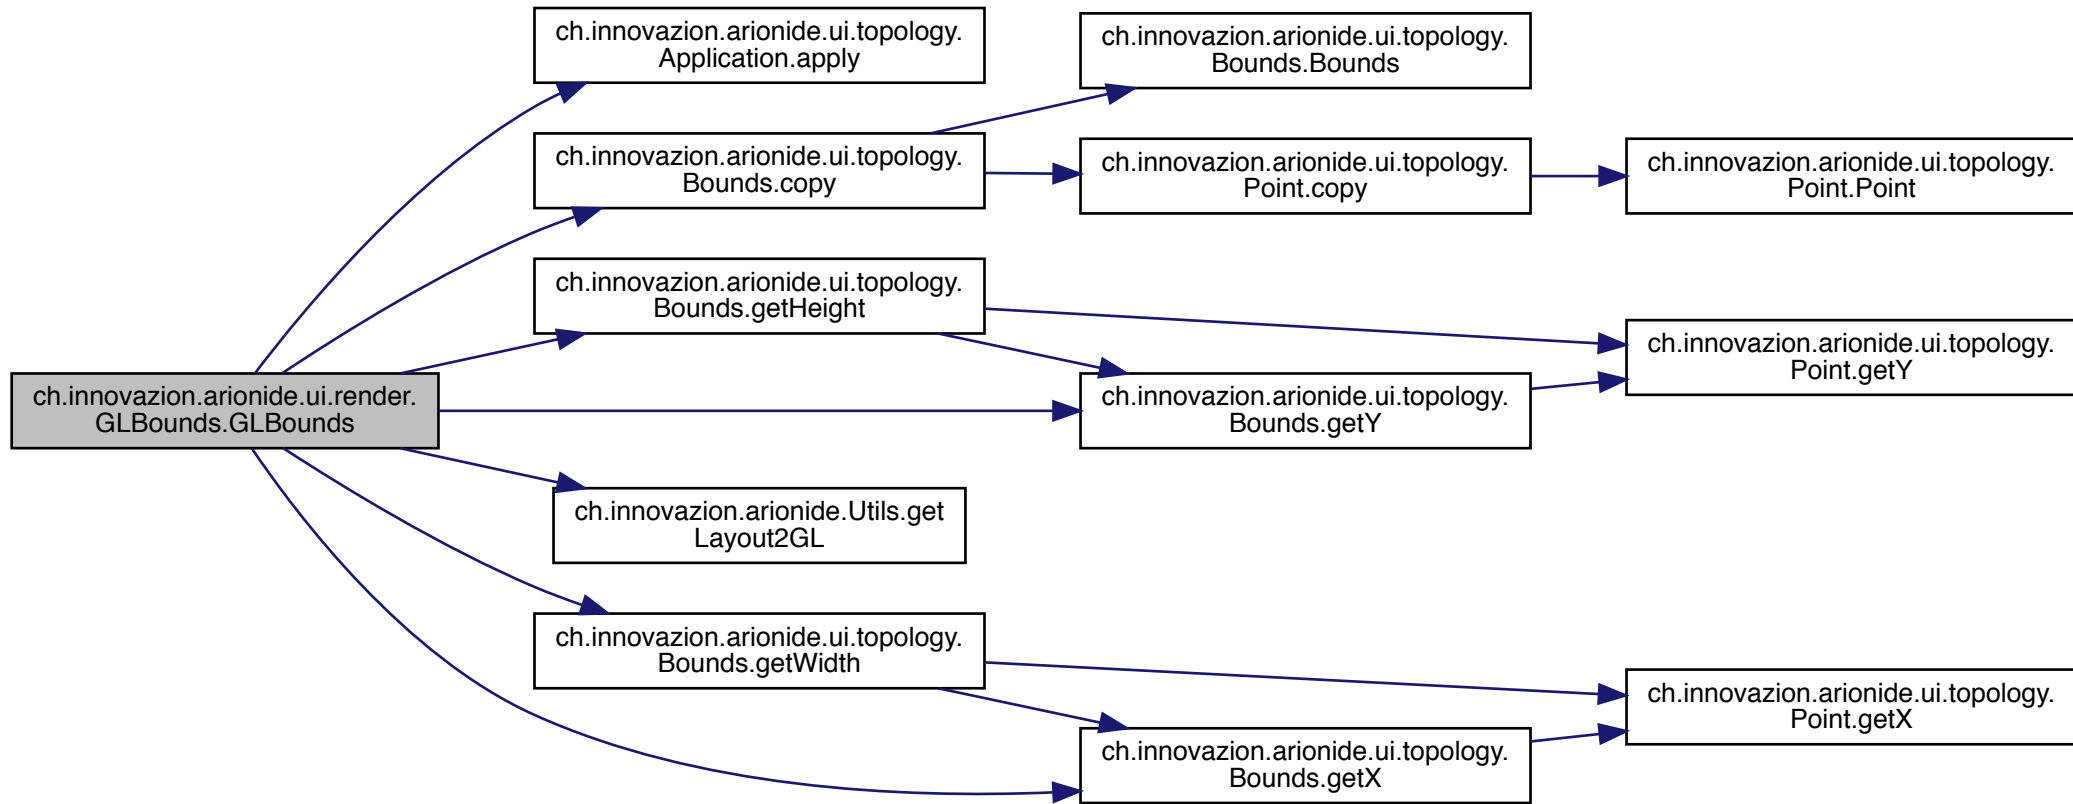 ch.innovazion.arionide.ui.topology.
Application.apply
ch.innovazion.arionide.ui.topology.
Bounds.Bounds
ch.innovazion.arionide.ui.topology.
Bounds.copy
ch.innovazion.arionide.ui.topology.
Point.copy
ch.innovazion.arionide.ui.topology.
Point.Point
ch.innovazion.arionide.ui.topology.
Bounds.getHeight
ch.innovazion.arionide.ui.topology.
Point.getY
ch.innovazion.arionide.ui.render.
GLBounds.GLBounds
ch.innovazion.arionide.ui.topology.
Bounds.getY
ch.innovazion.arionide.Utils.get
Layout2GL
ch.innovazion.arionide.ui.topology.
Bounds.getWidth
ch.innovazion.arionide.ui.topology.
Point.getX
ch.innovazion.arionide.ui.topology.
Bounds.getX